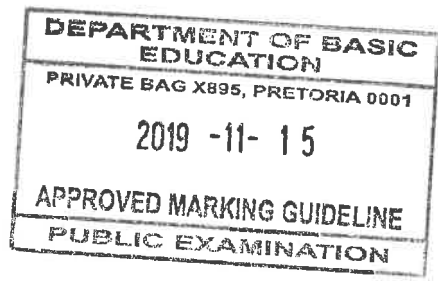 DEPARTMENT OF BASIC
EDUCATION
PRIVATE BAG X895, PRETORIA 0001
2019 -11- 15
APPROVED MARKING GUIDELINE
PUBLIC EXAMINATION